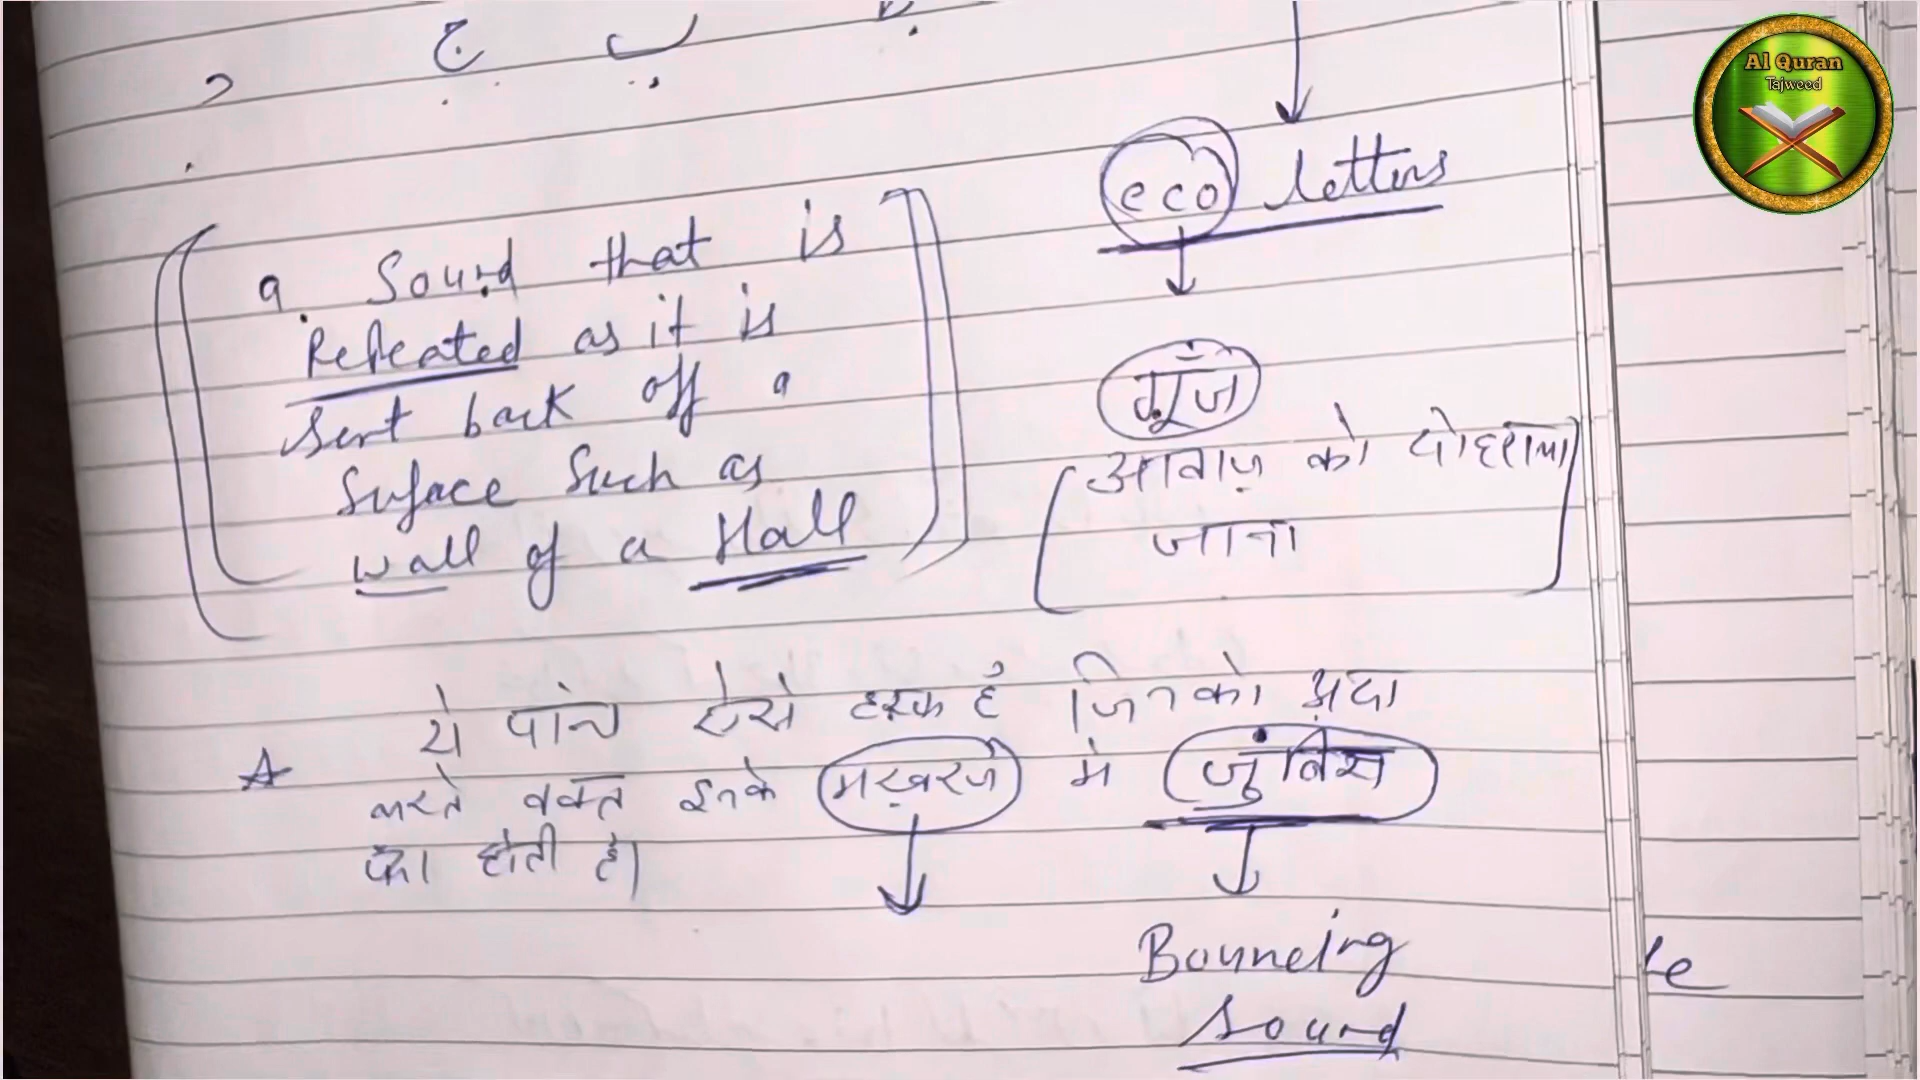 د ج ب
eco letters
a sound that is
Repeated as it is
sent back off a
suface such as
wall of a Hall
गूँज
आवाज़ को दोहराया
जाना
ये पांच ऐसे हरूफ हैं जिनको अदा
करते वक्त इनके मख़रज में जुंबिस
पैदा होती है।
Bouncing
sound
Al Quran
Tajweed